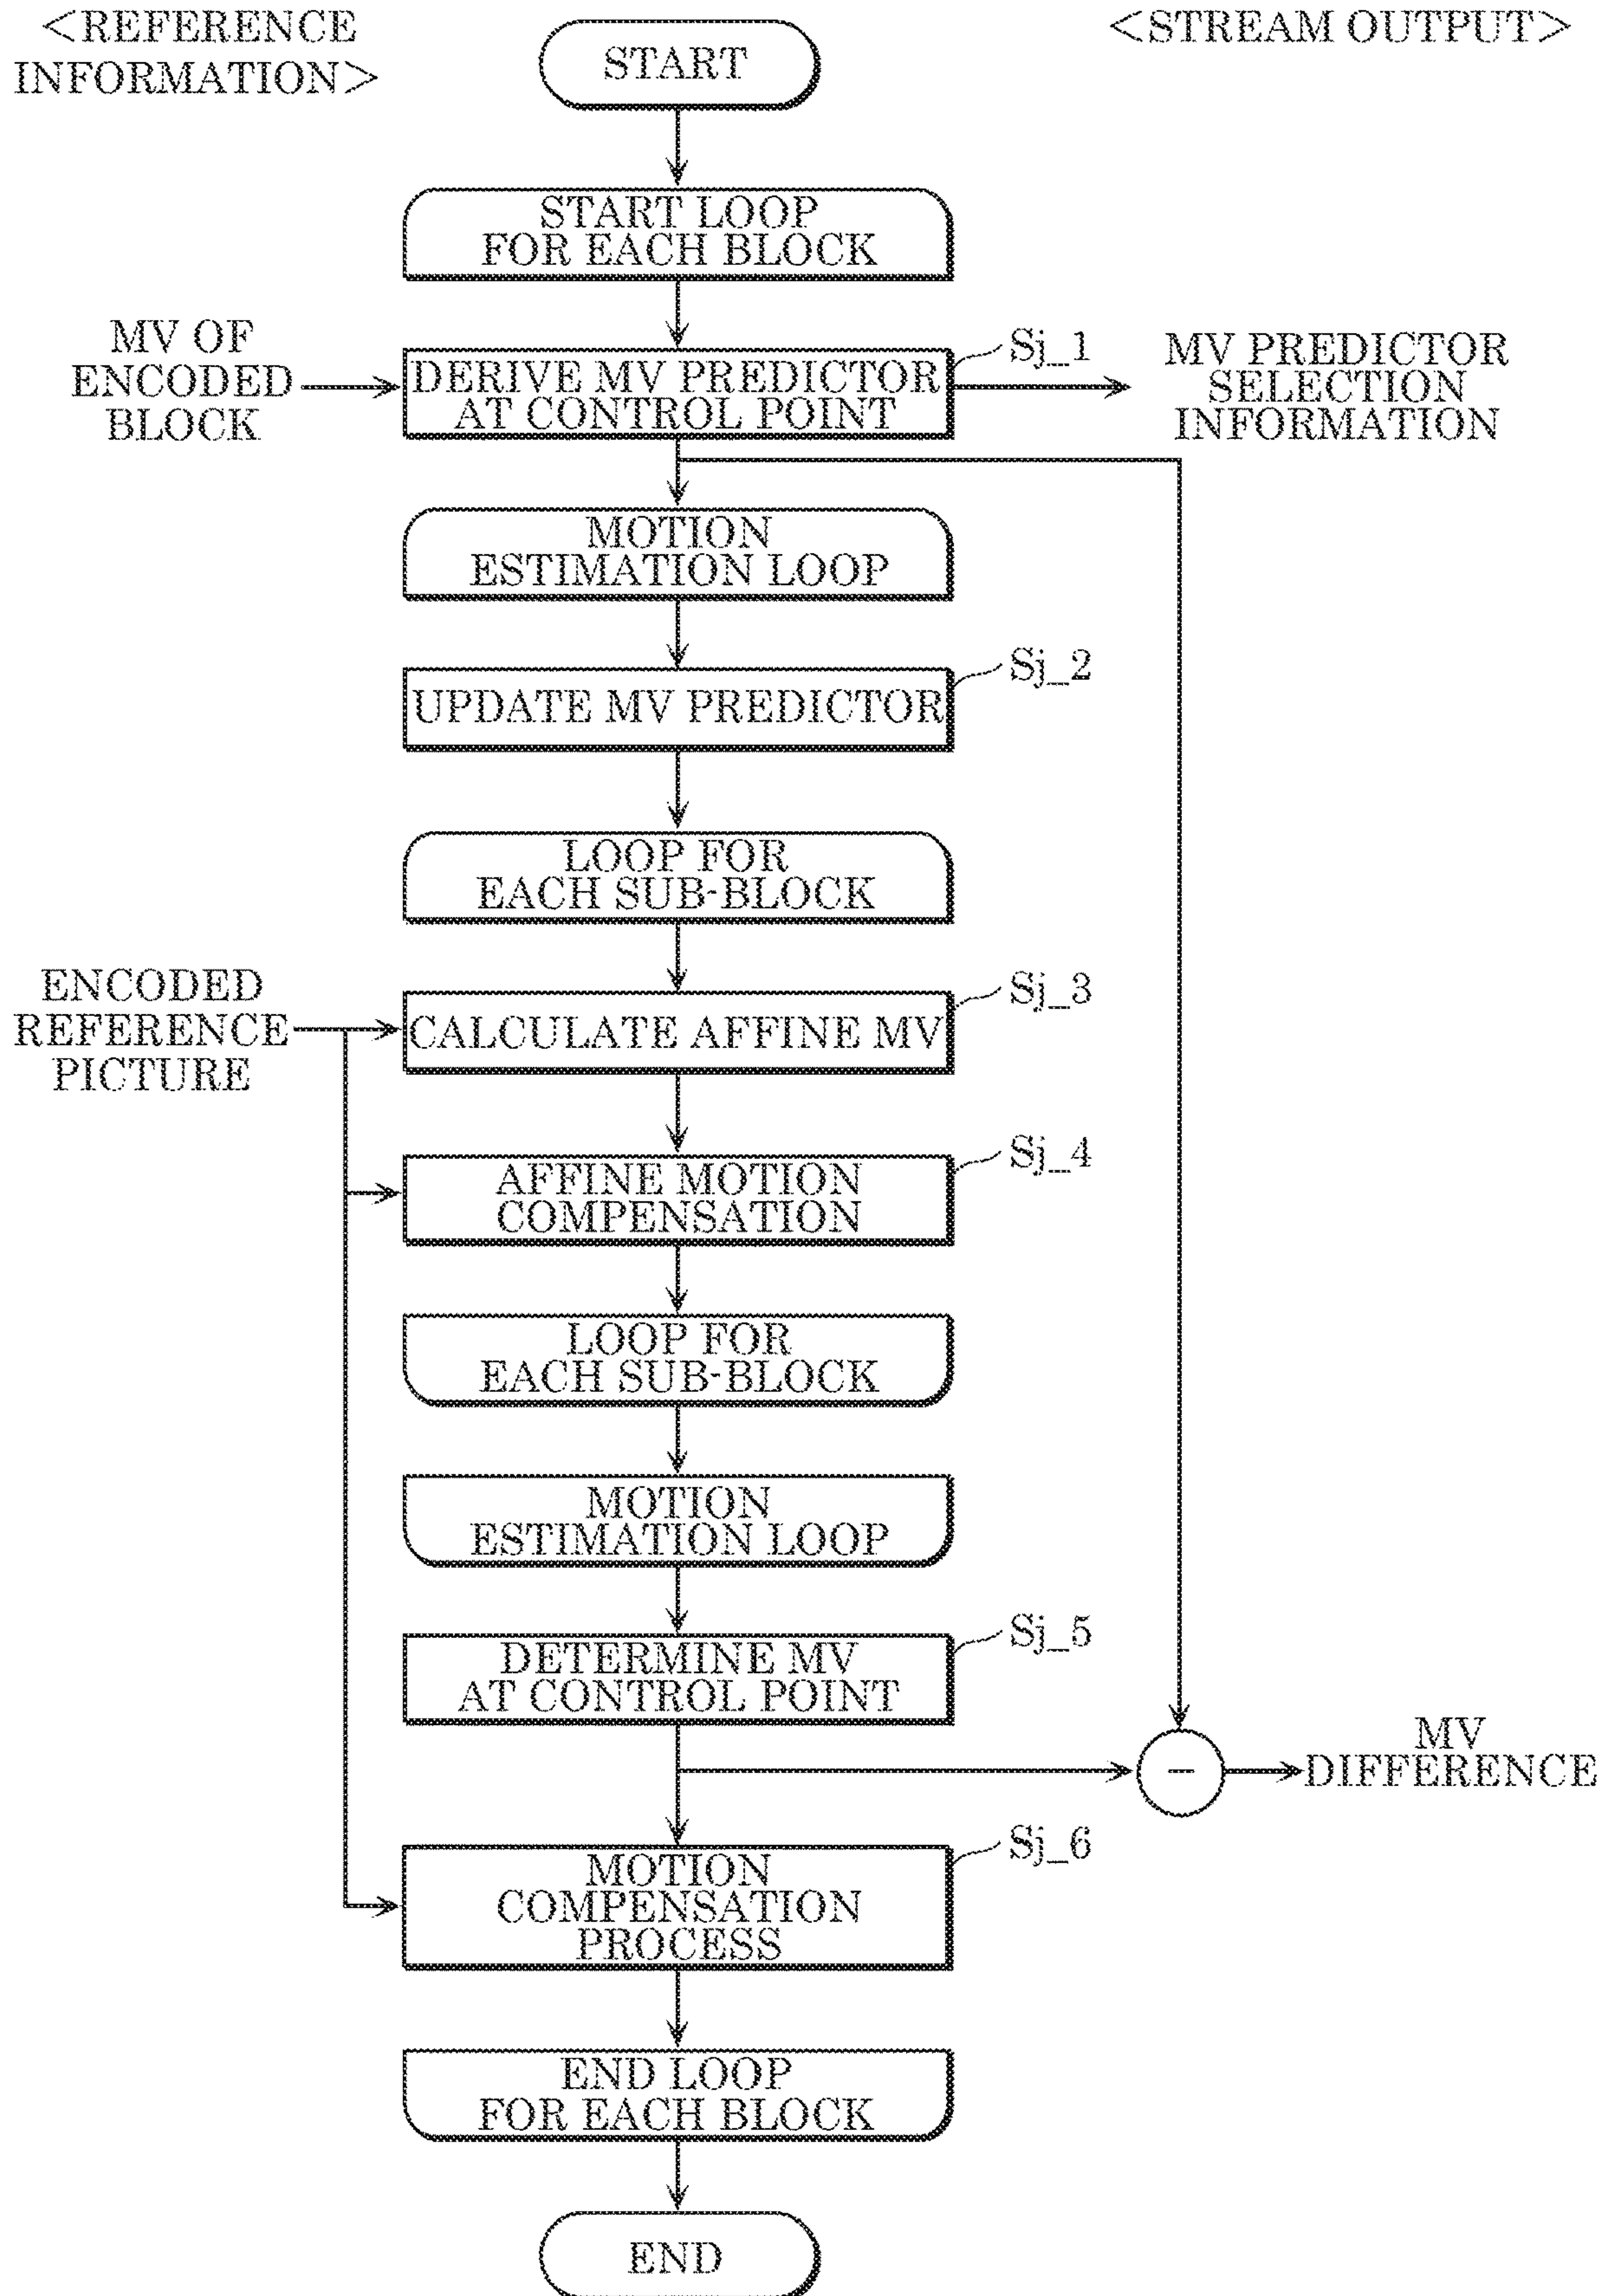 <REFERENCE
INFORMATION>
<STREAM OUTPUT>
START
START LOOP
FOR EACH BLOCK
MV OF
ENCODED
BLOCK
DERIVE MV PREDICTOR
AT CONTROL POINT
Sj_1
MV PREDICTOR
SELECTION
INFORMATION
MOTION
ESTIMATION LOOP
Sj_2
UPDATE MV PREDICTOR
LOOP FOR
EACH SUB-BLOCK
ENCODED
REFERENCE
PICTURE
Sj_3
CALCULATE AFFINE MV
Sj_4
AFFINE MOTION
COMPENSATION
LOOP FOR
EACH SUB-BLOCK
MOTION
ESTIMATION LOOP
Sj_5
DETERMINE MV
AT CONTROL POINT
−
MV
DIFFERENCE
Sj_6
MOTION
COMPENSATION
PROCESS
END LOOP
FOR EACH BLOCK
END